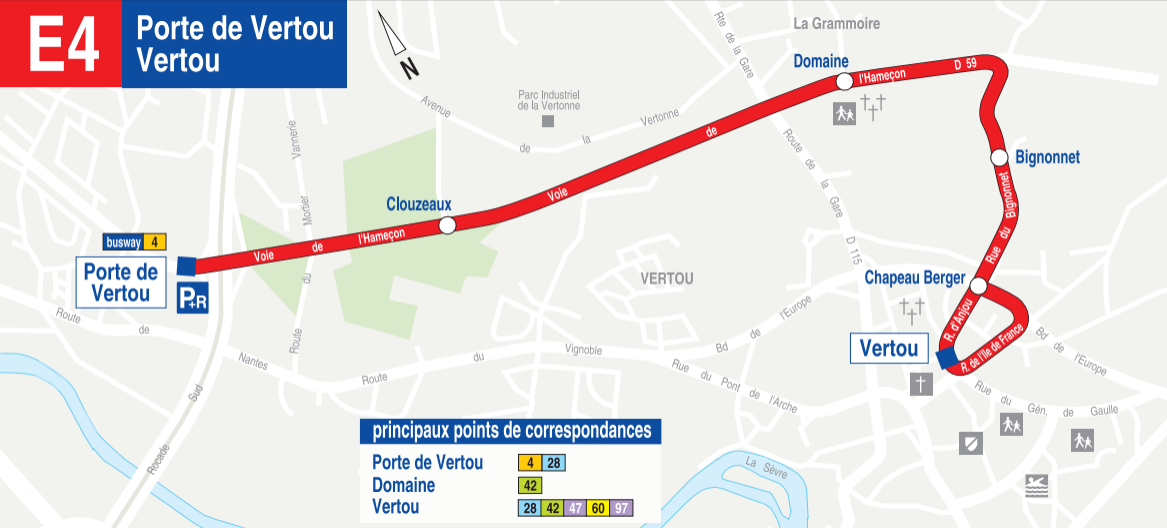 E4
Porte de Vertou
Vertou
N
La Grammoire
Rte de la Gare
Domaine
l'Hameçon
D 59
Parc Industriel
de la Vertonne
Avenue
de
la
Vertonne
Route de la Gare
D 115
de
Voie
Bignonnet
Rue du Bignonnet
Vannerie
Mortier
du
Route
Clouzeaux
Voie
de
l'Hameçon
busway 4
Porte de
Vertou
P+R
VERTOU
Chapeau Berger
R. d'Anjou
R. de l'Ile de France
Vertou
Bd de l'Europe
Bd de l'Europe
Route
de
Nantes
Route
du
Vignoble
Rue du Pont de l'Arche
Rue du Gén. de Gaulle
Rocade
Sud
La Sèvre
principaux points de correspondances
Porte de Vertou 4 28
Domaine 42
Vertou 28 42 47 60 97